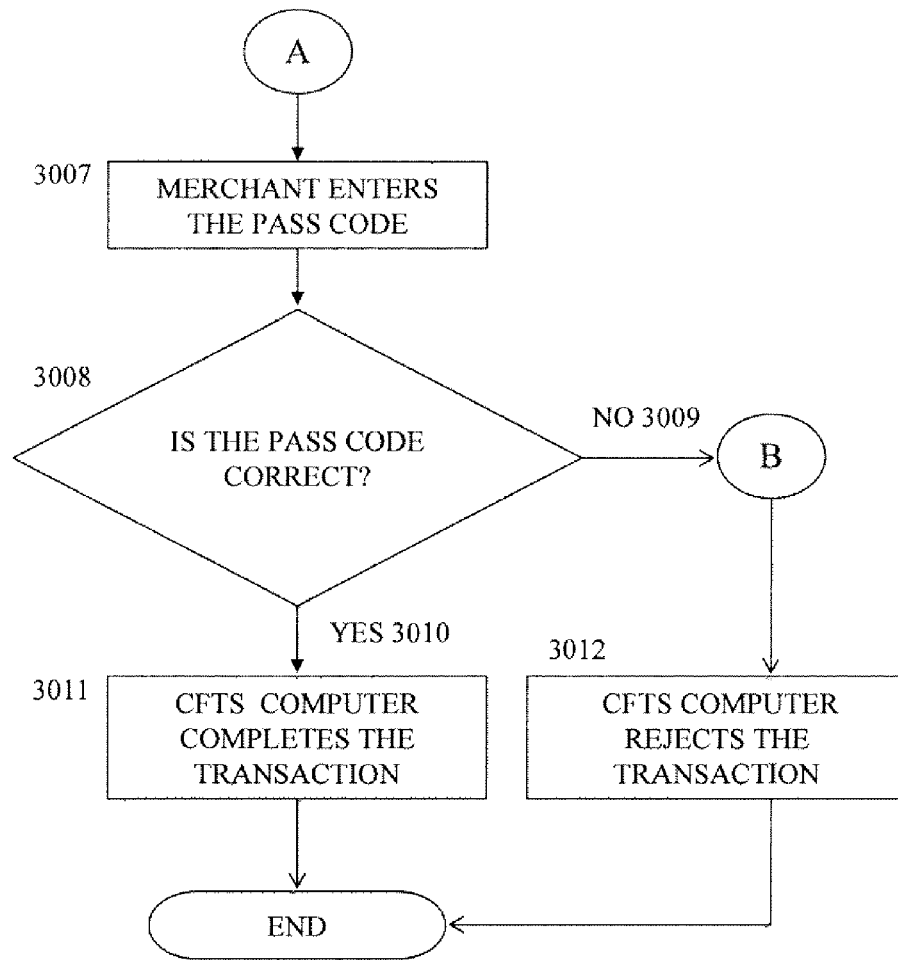 A
3007
MERCHANT ENTERS
THE PASS CODE
3008
IS THE PASS CODE
CORRECT?
NO 3009
B
YES 3010
3011
CFTS COMPUTER
COMPLETES THE
TRANSACTION
3012
CFTS COMPUTER
REJECTS THE
TRANSACTION
END